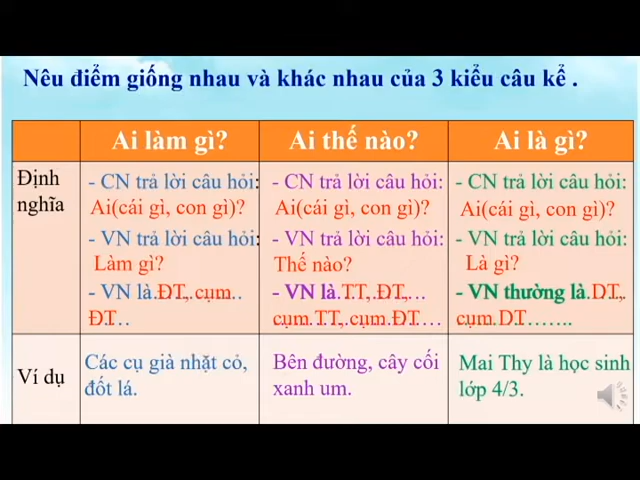 Nêu điểm giống nhau và khác nhau của 3 kiểu câu kể .
Ai làm gì?
Ai thế nào?
Ai là gì?
Định
nghĩa
- CN trả lời câu hỏi:
Ai(cái gì, con gì)?
- VN trả lời câu hỏi:
Làm gì?
- VN là ĐT, cụm
ĐT
- CN trả lời câu hỏi:
Ai(cái gì, con gì)?
- VN trả lời câu hỏi:
Thế nào?
- VN là TT, ĐT,
cụm TT, cụm ĐT
- CN trả lời câu hỏi:
Ai(cái gì, con gì)?
- VN trả lời câu hỏi:
Là gì?
- VN thường là DT,
cụm DT
Ví dụ
Các cụ già nhặt cỏ,
đốt lá.
Bên đường, cây cối
xanh um.
Mai Thy là học sinh
lớp 4/3.